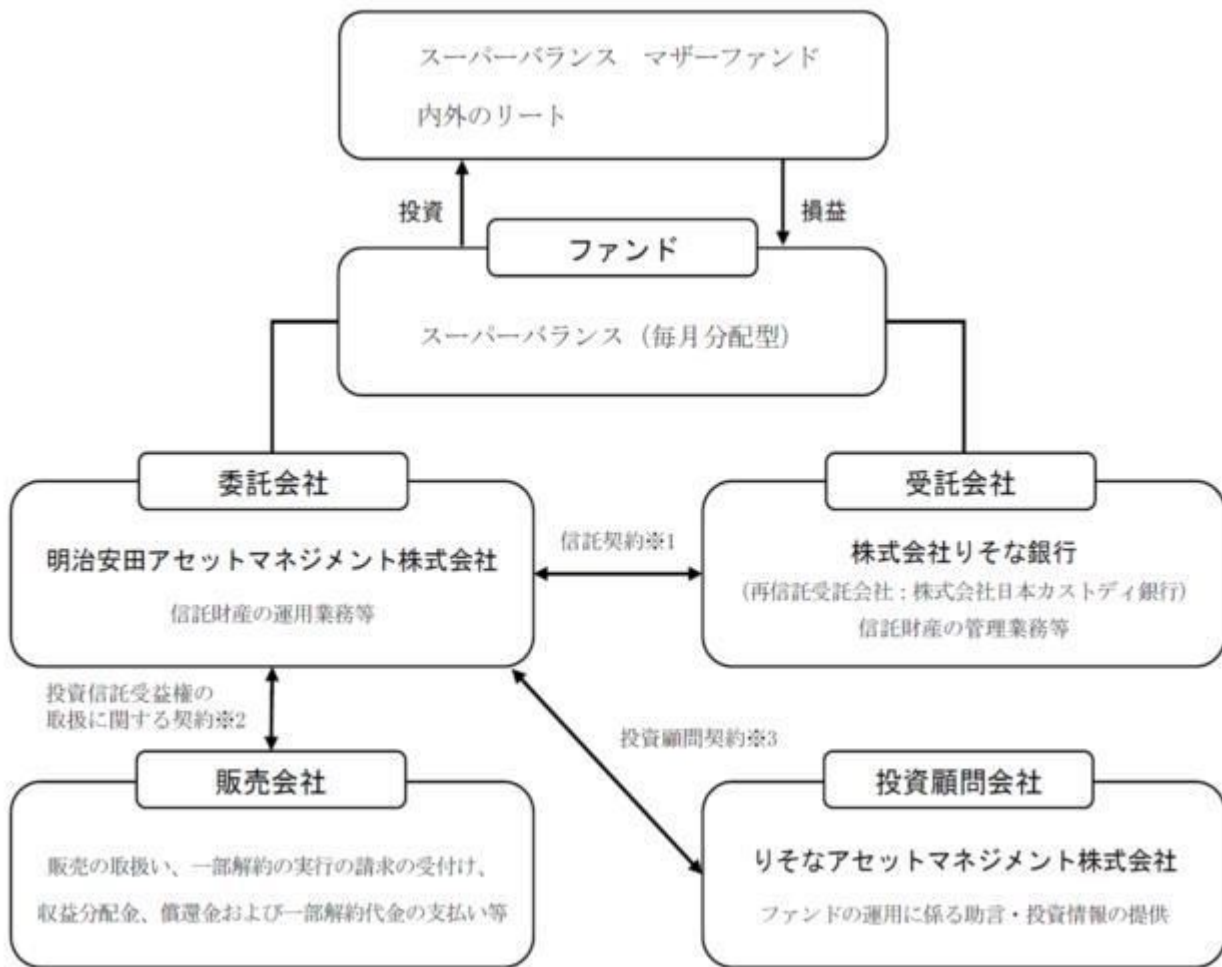 スーパーバランス　マザーファンド
内外のリート
投資
損益
ファンド
スーパーバランス（毎月分配型）
委託会社
明治安田アセットマネジメント株式会社
信託財産の運用業務等
信託契約※1
受託会社
株式会社りそな銀行
（再信託受託会社：株式会社日本カストディ銀行）
信託財産の管理業務等
投資信託受益権の
取扱に関する契約※2
投資顧問契約※3
販売会社
販売の取扱い、一部解約の実行の請求の受付け、
収益分配金、償還金および一部解約代金の支払い等
投資顧問会社
りそなアセットマネジメント株式会社
ファンドの運用に係る助言・投資情報の提供